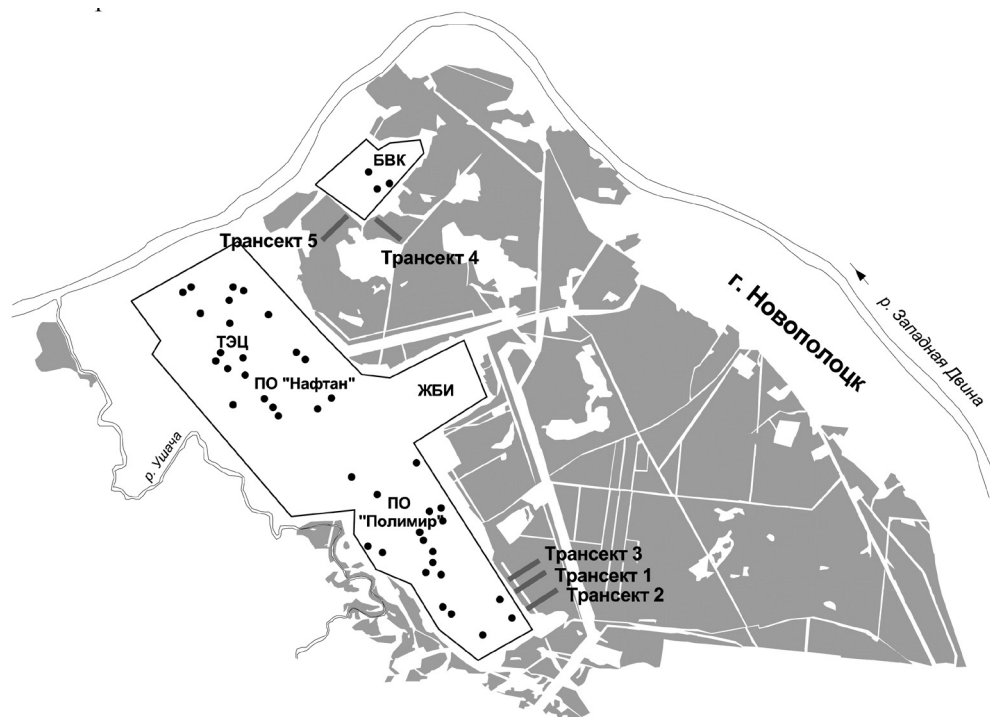 БВК
Трансект 5
Трансект 4
г. Новополоцк
р. Западная Двина
ТЭЦ
ПО "Нафтан"
ЖБИ
р. Ушача
ПО
"Полимир"
Трансект 3
Трансект 1
Трансект 2